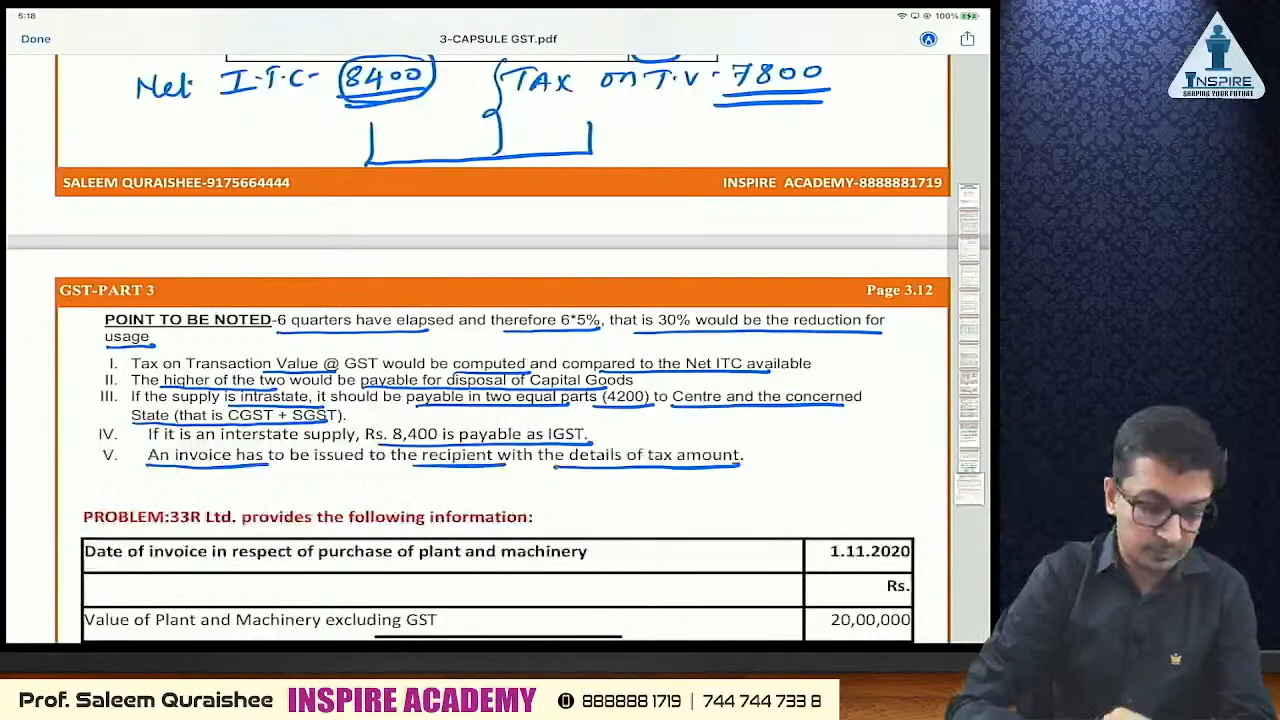 5:18
100%
Done
3-CAPSULE GST.pdf
Net I.T.C- 8400 TAX on T.V- 7800
SALEEM QURAISHEE-9175664444
INSPIRE ACADEMY-8888881719
INSPIRE
SHAPING YOUR FUTURE
GST-PART 3
Page 3.12
POINT TO BE NOTED-6 quarters have elapsed and therefore 6*5%, that is 30% would be the reduction for
usage
I. Tax on Transaction Value @ GST would be computed and compared to the Net ITC available
II. The higher of the two would be payable for disposal of Capital Goods
III. If the supply is intrastate, it should be payable in two equal parts (4200) to Centre and the concerned
State (that is CGST + SGST).
IV. If it is an interstate supply, Rs. 8,400 is payable as IGST.
V. An invoice has to be issued to the recipient with the details of tax amount.
PROBLEM:33R Ltd. provides the following information:
Date of invoice in respect of purchase of plant and machinery 1.11.2020
Rs.
Value of Plant and Machinery excluding GST 20,00,000
Prof. Saleem Quraishee INSPIRE ACADEMY 888888 1719 | 744 744 733 8